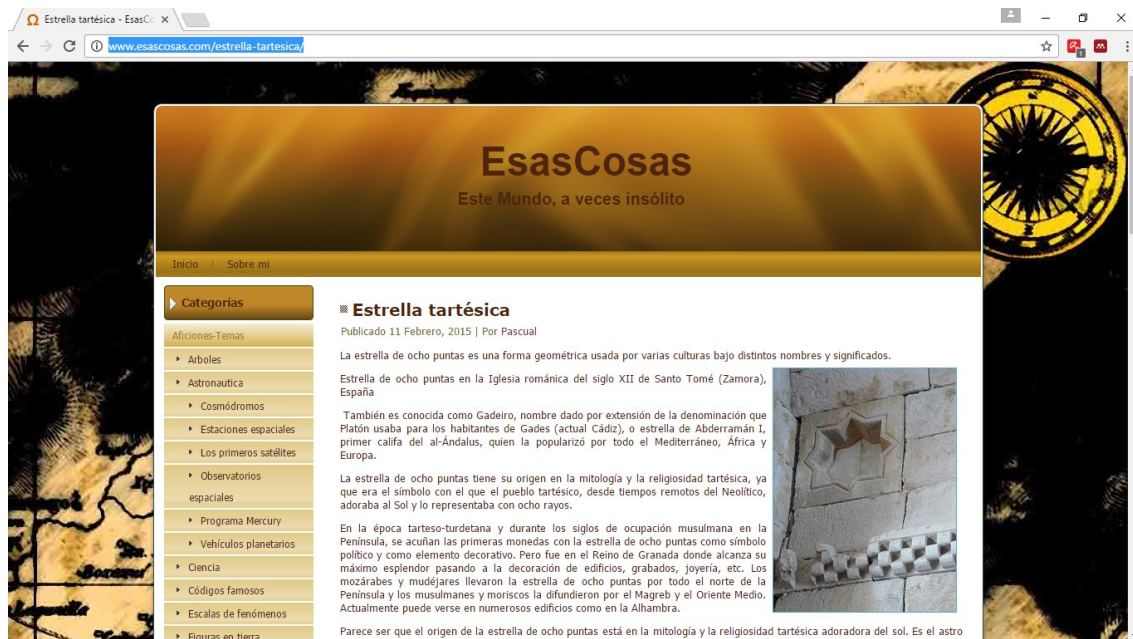 Estrella tartésica - EsasCo
www.esascosas.com/estrella-tartesica/
EsasCosas
Este Mundo, a veces insólito
Inicio
Sobre mi
Categorías
Aficiones-Temas
Arboles
Astronautica
Cosmódromos
Estaciones espaciales
Los primeros satélites
Observatorios
espaciales
Programa Mercury
Vehículos planetarios
Ciencia
Códigos famosos
Escalas de fenómenos
Figuras en tierra
Estrella tartésica
Publicado 11 Febrero, 2015 | Por Pascual
La estrella de ocho puntas es una forma geométrica usada por varias culturas bajo distintos nombres y significados.
Estrella de ocho puntas en la Iglesia románica del siglo XII de Santo Tomé (Zamora),
España
También es conocida como Gadeiro, nombre dado por extensión de la denominación que
Platón usaba para los habitantes de Gades (actual Cádiz), o estrella de Abderramán I,
primer califa del al-Ándalus, quien la popularizó por todo el Mediterráneo, África y
Europa.
La estrella de ocho puntas tiene su origen en la mitología y la religiosidad tartésica, ya
que era el símbolo con el que el pueblo tartésico, desde tiempos remotos del Neolítico,
adoraba al Sol y lo representaba con ocho rayos.
En la época tarteso-turdetana y durante los siglos de ocupación musulmana en la
Península, se acuñan las primeras monedas con la estrella de ocho puntas como símbolo
político y como elemento decorativo. Pero fue en el Reino de Granada donde alcanza su
máximo esplendor pasando a la decoración de edificios, grabados, joyería, etc. Los
mozárabes y mudéjares llevaron la estrella de ocho puntas por todo el norte de la
Península y los musulmanes y moriscos la difundieron por el Magreb y el Oriente Medio.
Actualmente puede verse en numerosos edificios como en la Alhambra.
Parece ser que el origen de la estrella de ocho puntas está en la mitología y la religiosidad tartésica adoradora del sol. Es el astro